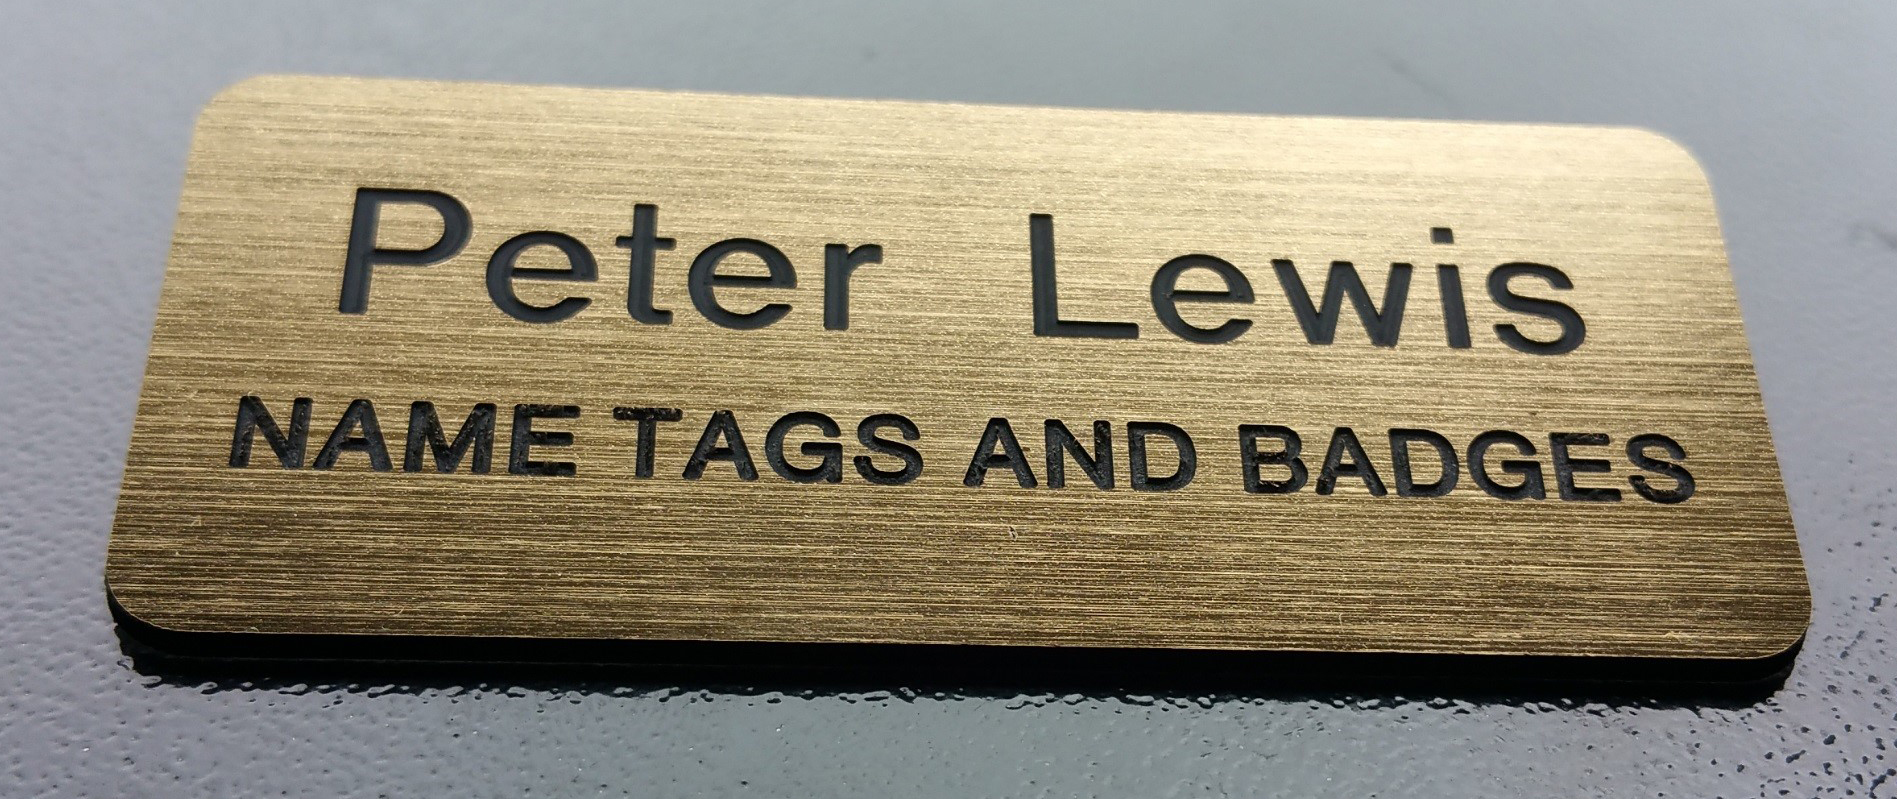 Peter Lewis
NAME TAGS AND BADGES